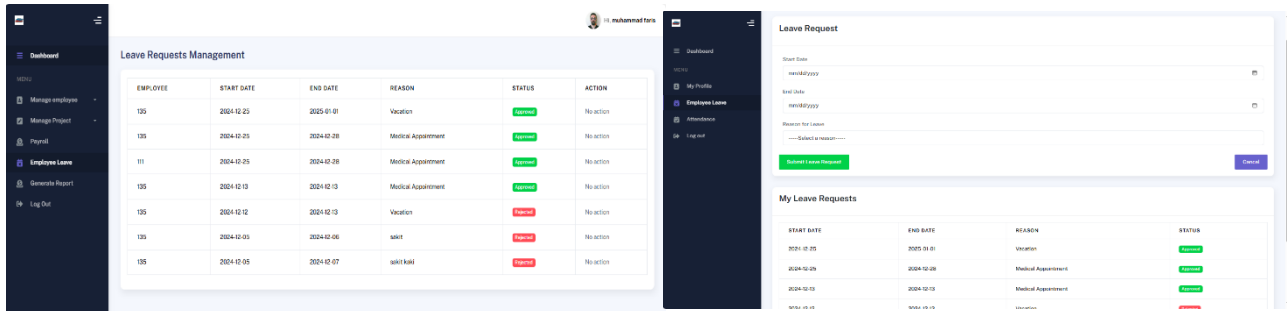 Hi, muhammad faris
Dashboard
MENU
Manage employee
Manage Project
Payroll
Employee Leave
Generate Report
Log Out
Leave Requests Management
EMPLOYEE START DATE END DATE REASON STATUS ACTION
135 2024-12-25 2025-01-01 Vacation Approved No action
135 2024-12-25 2024-12-28 Medical Appointment Approved No action
111 2024-12-25 2024-12-28 Medical Appointment Approved No action
135 2024-12-13 2024-12-13 Medical Appointment Approved No action
135 2024-12-12 2024-12-13 Vacation Rejected No action
135 2024-12-05 2024-12-06 sakit Rejected No action
135 2024-12-05 2024-12-07 sakit kaki Rejected No action
Dashboard
MENU
My Profile
Employee Leave
Attendance
Log out
Leave Request
Start Date
mm/dd/yyyy
End Date
mm/dd/yyyy
Reason for Leave
-----Select a reason-----
Submit Leave Request Cancel
My Leave Requests
START DATE END DATE REASON STATUS
2024-12-25 2025-01-01 Vacation Approved
2024-12-25 2024-12-28 Medical Appointment Approved
2024-12-13 2024-12-13 Medical Appointment Approved
2024-12-12 2024-12-13 Vacation